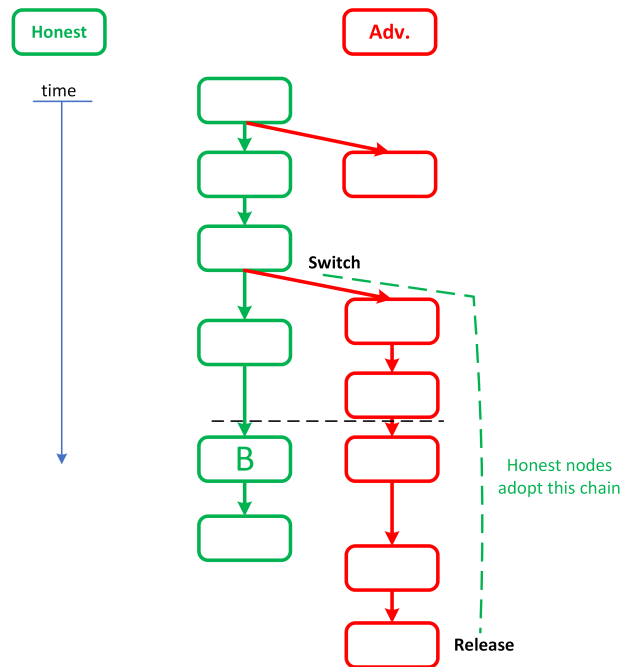 Honest
Adv.
time
Switch
B
Honest nodes
adopt this chain
Release